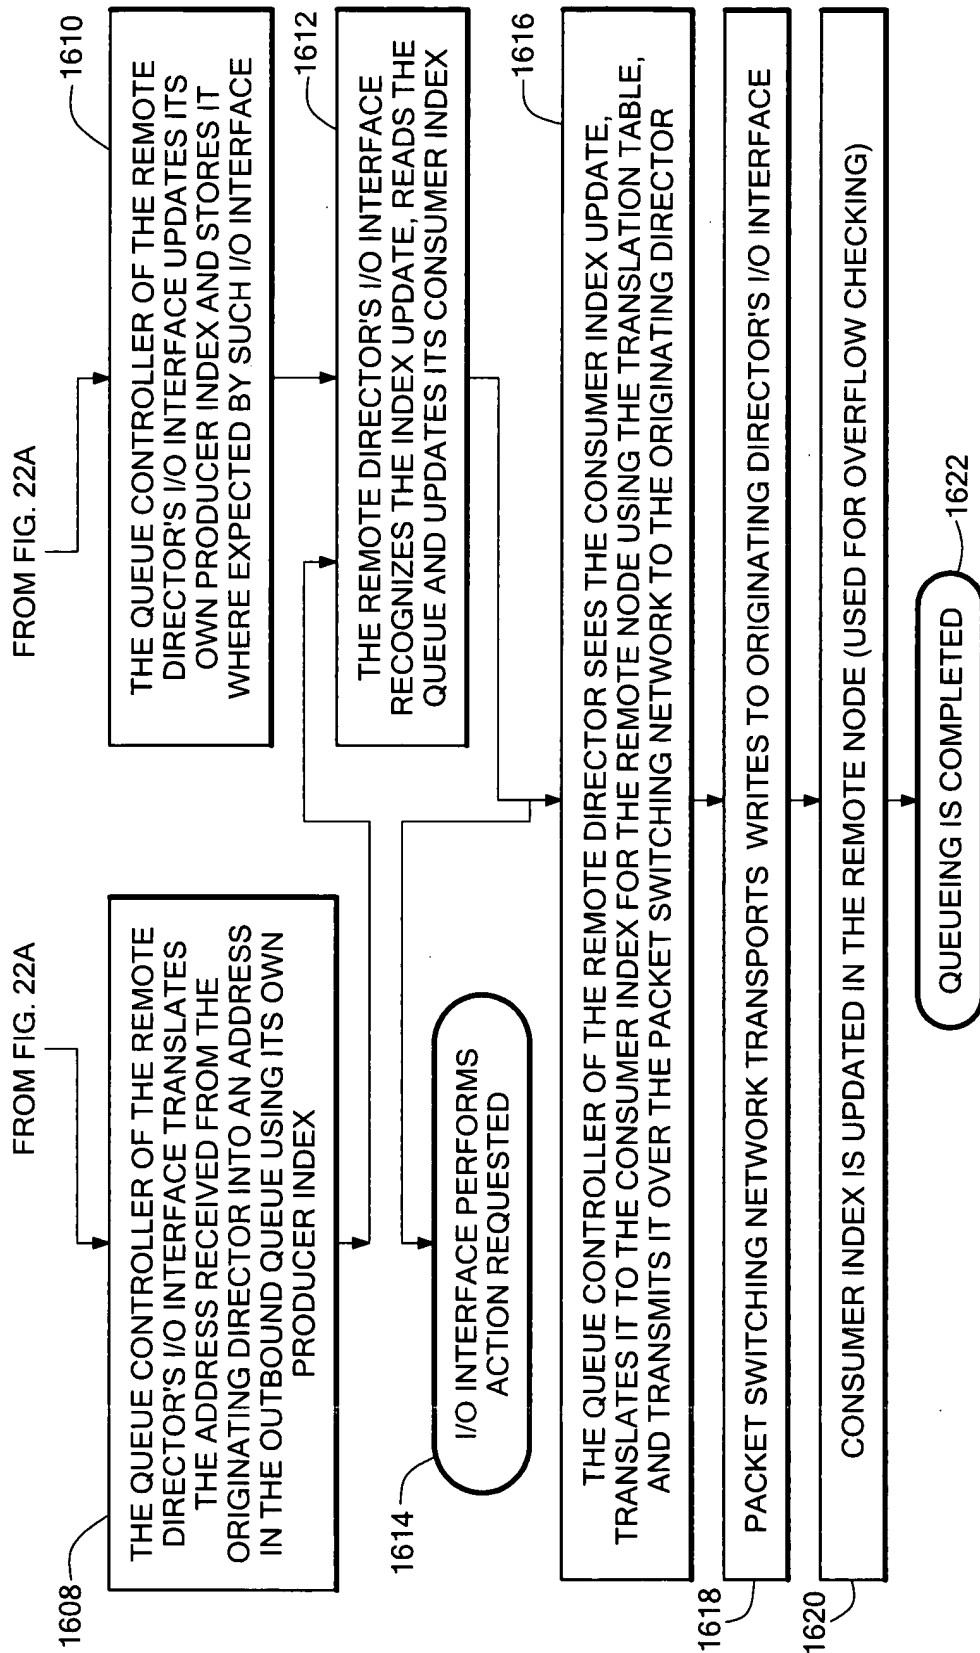 FROM FIG. 22A
1608
THE QUEUE CONTROLLER OF THE REMOTE
DIRECTOR'S I/O INTERFACE TRANSLATES
THE ADDRESS RECEIVED FROM THE
ORIGINATING DIRECTOR INTO AN ADDRESS
IN THE OUTBOUND QUEUE USING ITS OWN
PRODUCER INDEX
FROM FIG. 22A
1610
THE QUEUE CONTROLLER OF THE REMOTE
DIRECTOR'S I/O INTERFACE UPDATES ITS
OWN PRODUCER INDEX AND STORES IT
WHERE EXPECTED BY SUCH I/O INTERFACE
1612
THE REMOTE DIRECTOR'S I/O INTERFACE
RECOGNIZES THE INDEX UPDATE, READS THE
QUEUE AND UPDATES ITS CONSUMER INDEX
1614
I/O INTERFACE PERFORMS
ACTION REQUESTED
1616
THE QUEUE CONTROLLER OF THE REMOTE DIRECTOR SEES THE CONSUMER INDEX UPDATE,
TRANSLATES IT TO THE CONSUMER INDEX FOR THE REMOTE NODE USING THE TRANSLATION TABLE,
AND TRANSMITS IT OVER THE PACKET SWITCHING NETWORK TO THE ORIGINATING DIRECTOR
1618
PACKET SWITCHING NETWORK TRANSPORTS WRITES TO ORIGINATING DIRECTOR'S I/O INTERFACE
1620
CONSUMER INDEX IS UPDATED IN THE REMOTE NODE (USED FOR OVERFLOW CHECKING)
1622
QUEUEING IS COMPLETED